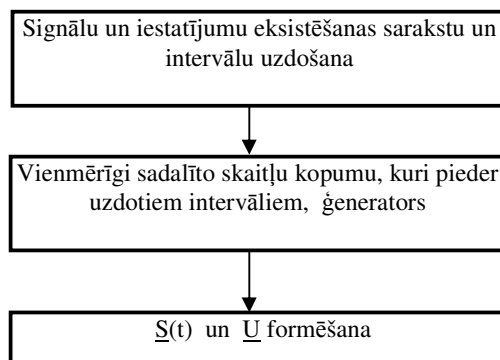 Signālu un iestatījumu eksistēšanas sarakstu un
intervālu uzdošana
Vienmērīgi sadalīto skaitļu kopumu, kuri pieder
uzdotiem intervāliem, ģenerators
S(t) un U formēšana